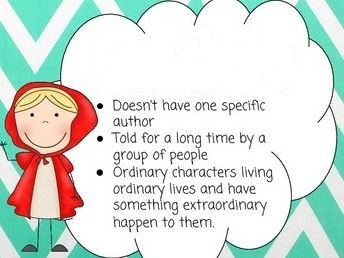 ● Doesn't have one specific
author
● Told for a long time by a
group of people
● Ordinary characters living
ordinary lives and have
something extraordinary
happen to them.